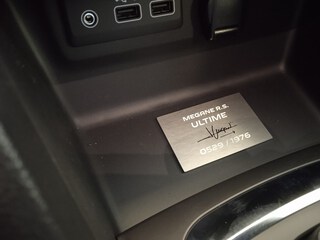 MEGANE R.S.
ULTIME
0529 / 1976